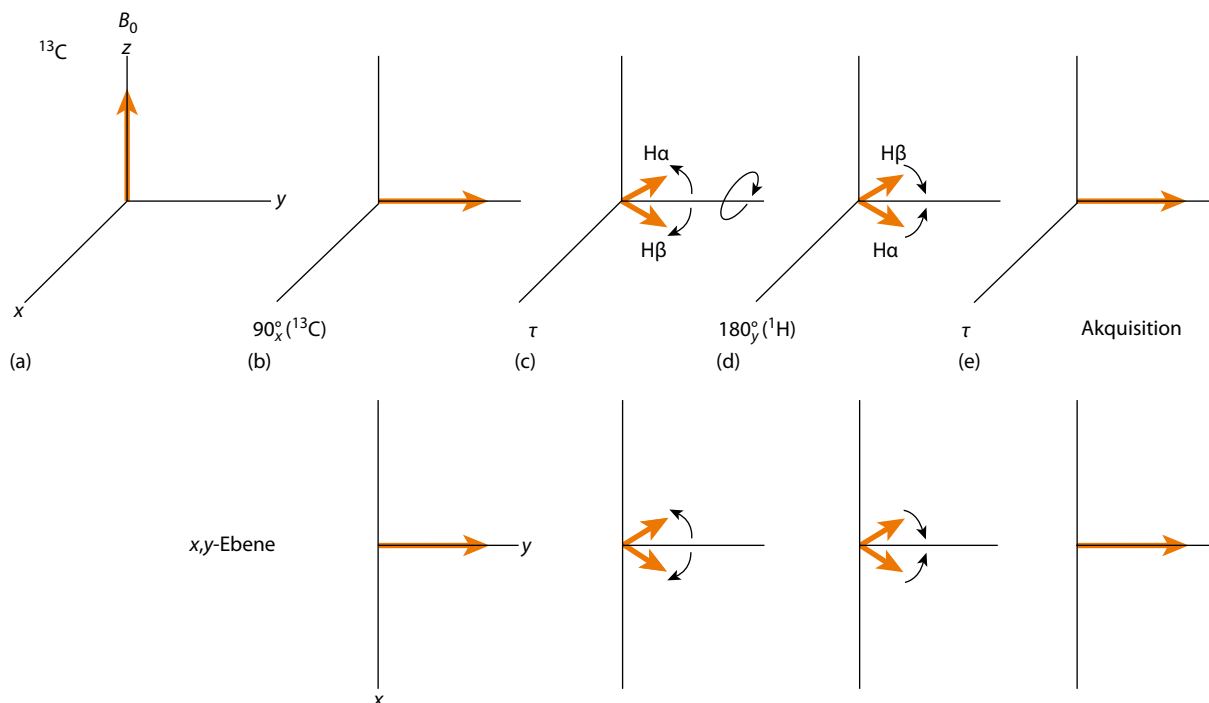 B₀
¹³C
z
y
x
Hα
Hβ
Hβ
Hα
90°ₓ(¹³C)
τ
180°ᵧ(¹H)
τ
Akquisition
(a)
(b)
(c)
(d)
(e)
x,y-Ebene
y
x